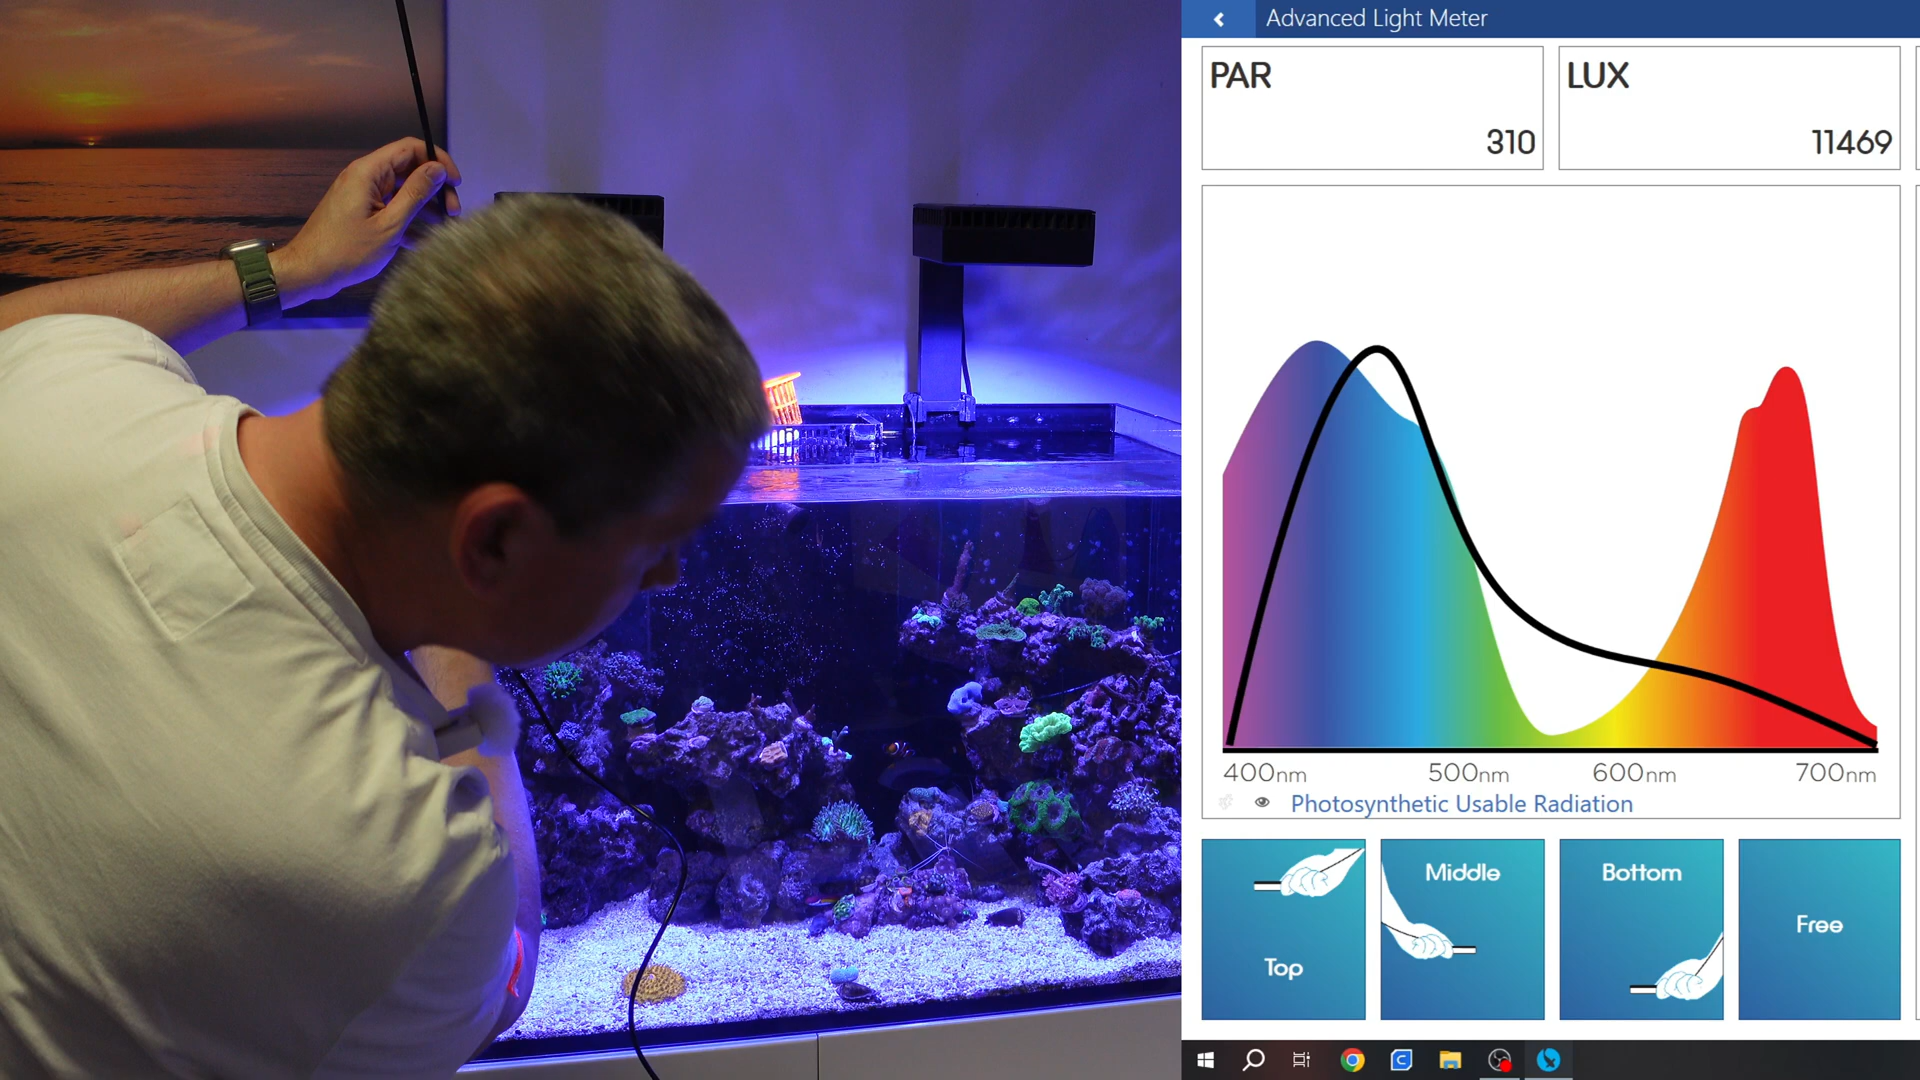 Advanced Light Meter
PAR
310
LUX
11469
400nm 500nm 600nm 700nm
Photosynthetic Usable Radiation
Top
Middle
Bottom
Free